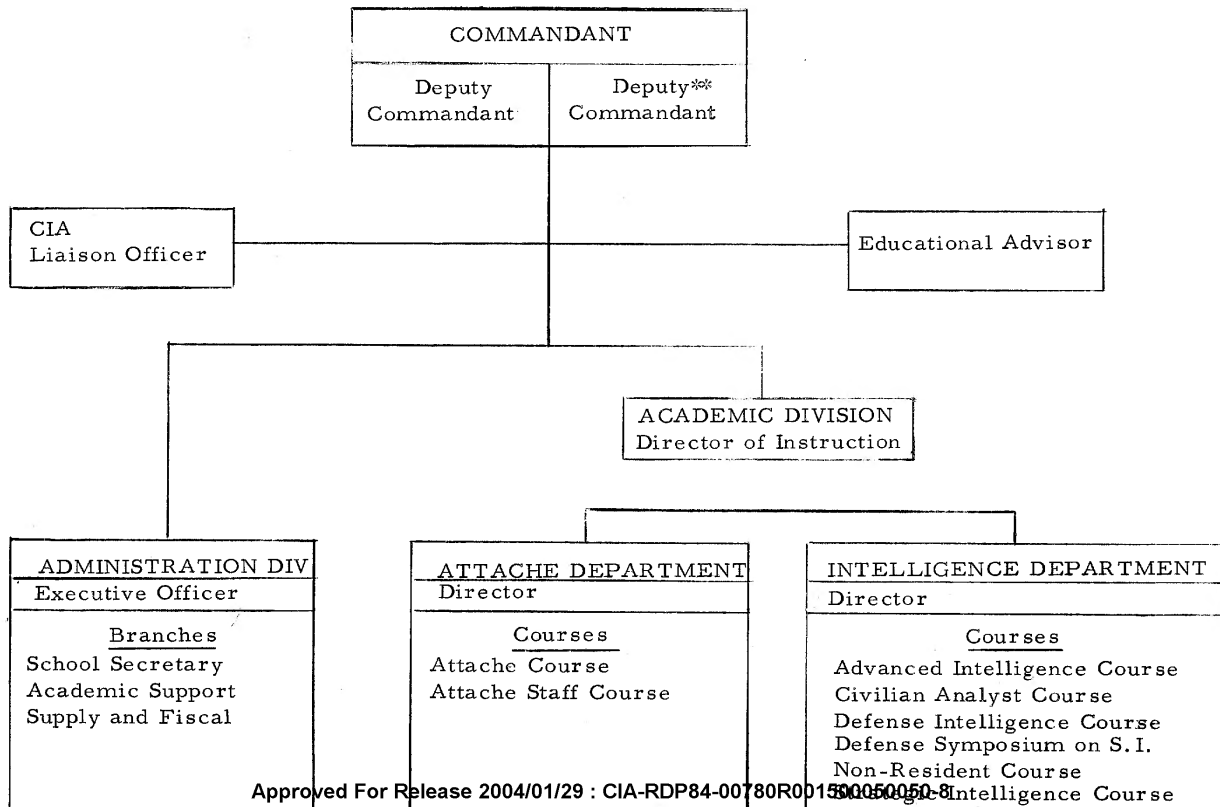 COMMANDANT
Deputy
Commandant
Deputy**
Commandant
CIA
Liaison Officer
Educational Advisor
ACADEMIC DIVISION
Director of Instruction
ADMINISTRATION DIV
Executive Officer
Branches
School Secretary
Academic Support
Supply and Fiscal
ATTACHE DEPARTMENT
Director
Courses
Attache Course
Attache Staff Course
INTELLIGENCE DEPARTMENT
Director
Courses
Advanced Intelligence Course
Civilian Analyst Course
Defense Intelligence Course
Defense Symposium on S.I.
Non-Resident Course
Strategic Intelligence Course
Approved For Release 2004/01/29 : CIA-RDP84-00780R001500050050-8